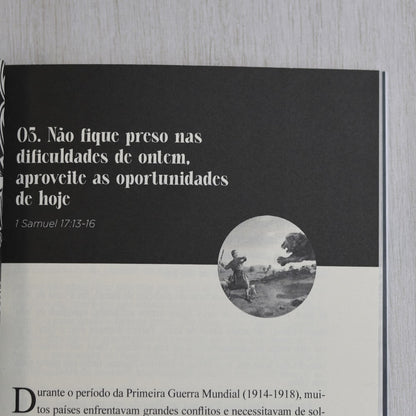 05. Não fique preso nas
dificuldades de ontem,
aproveite as oportunidades
de hoje
1 Samuel 17:13-16
Durante o período da Primeira Guerra Mundial (1914-1918), mui-
tos países enfrentavam grandes conflitos e necessitavam de sol-